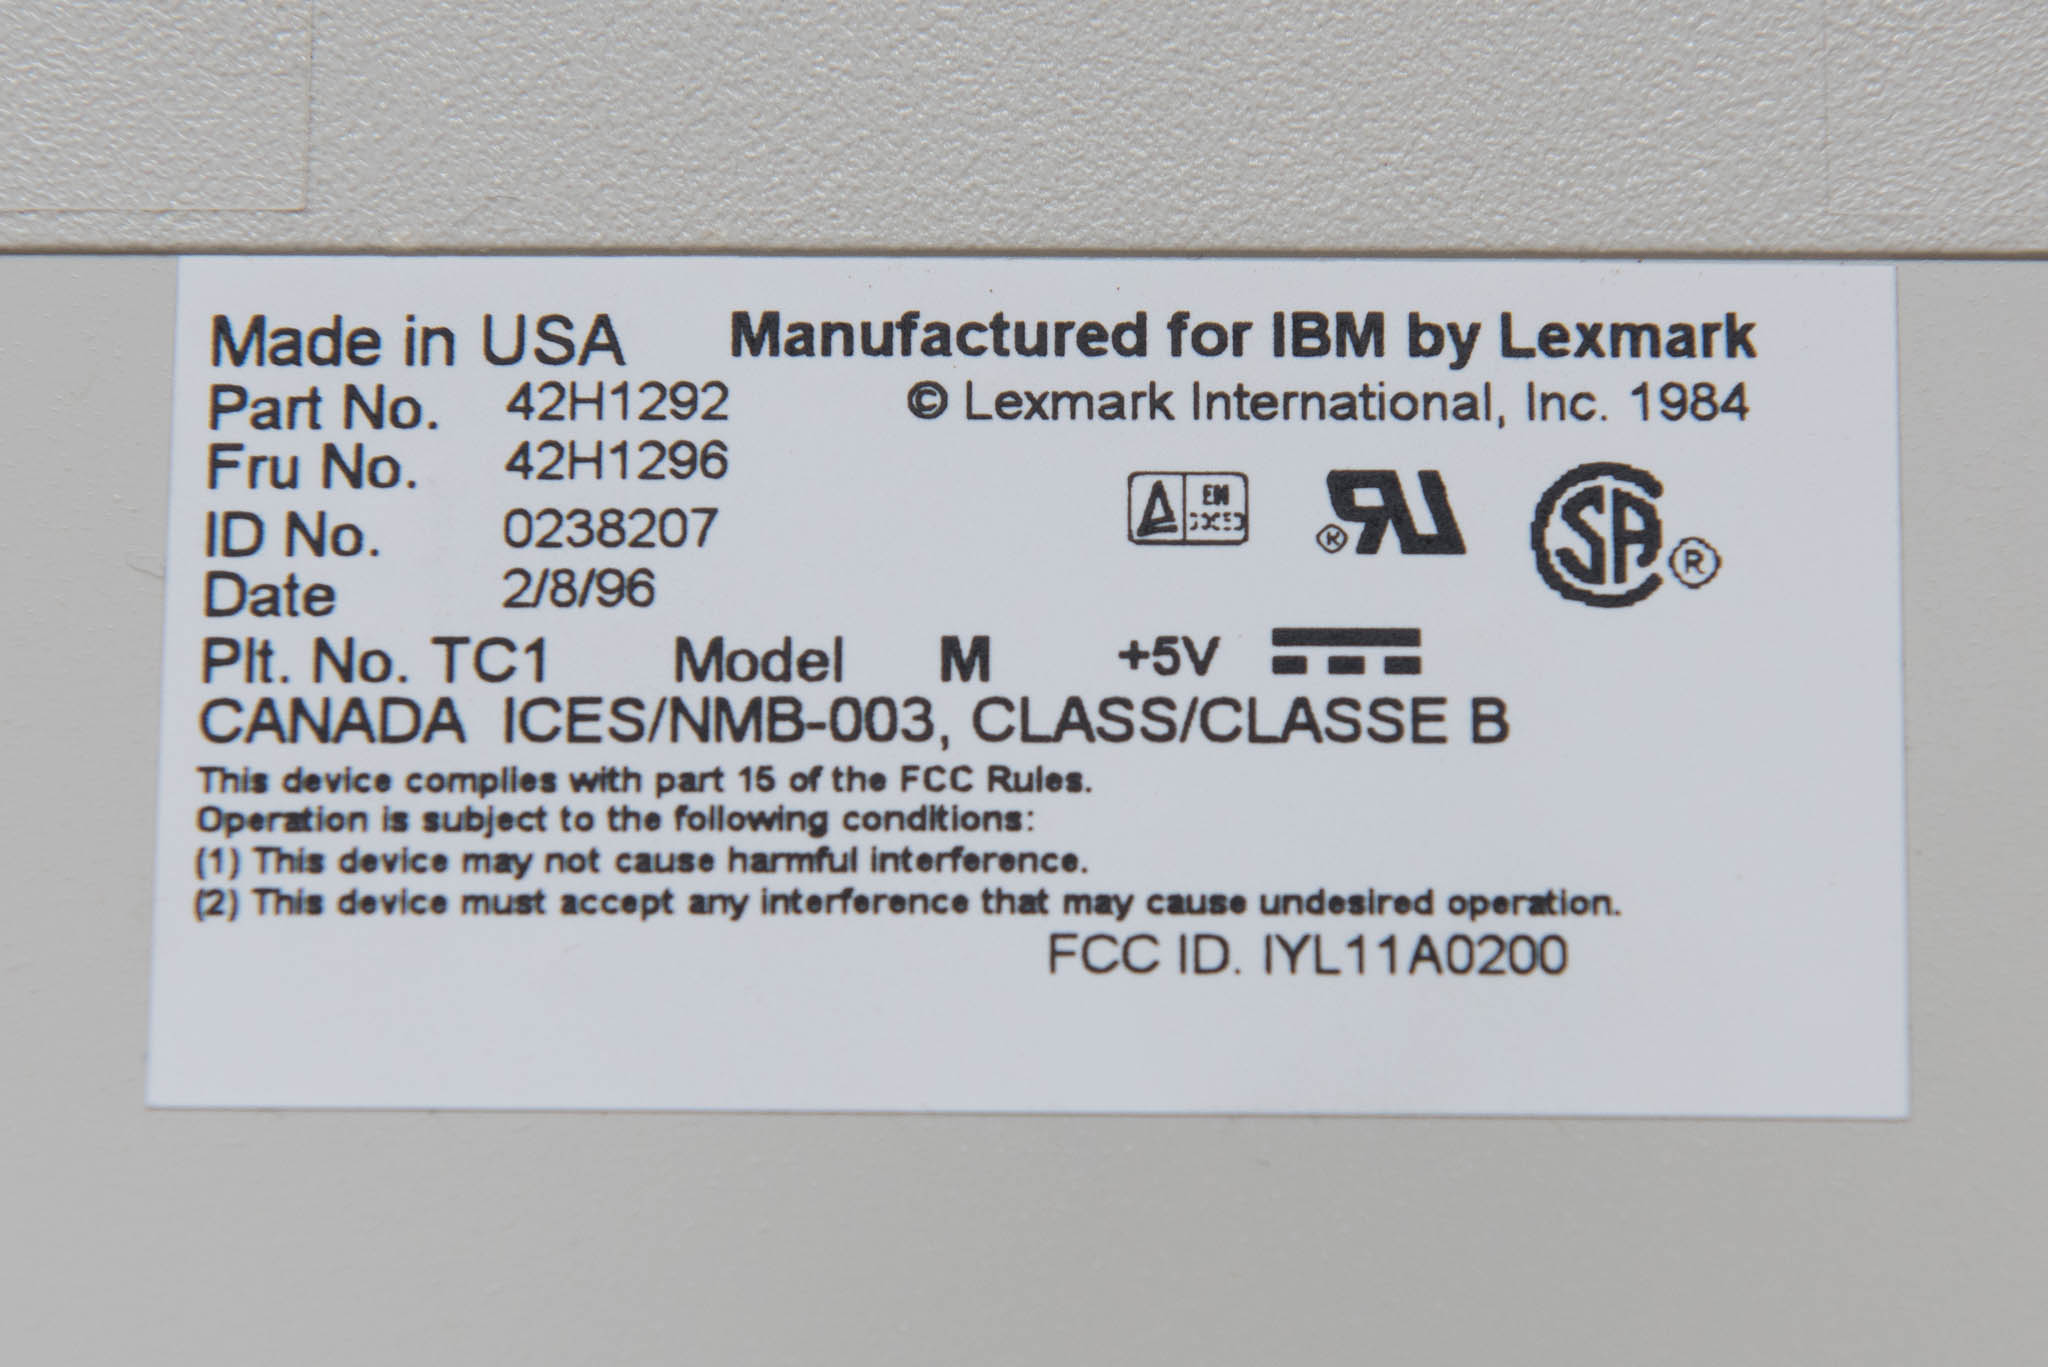 Made in USA Manufactured for IBM by Lexmark
Part No. 42H1292 © Lexmark International, Inc. 1984
Fru No. 42H1296
ID No. 0238207
EN
UR ®
SA ®
Date 2/8/96
Plt. No. TC1 Model M +5V
CANADA ICES/NMB-003, CLASS/CLASSE B
This device complies with part 15 of the FCC Rules.
Operation is subject to the following conditions:
(1) This device may not cause harmful interference.
(2) This device must accept any interference that may cause undesired operation.
FCC ID. IYL11A0200